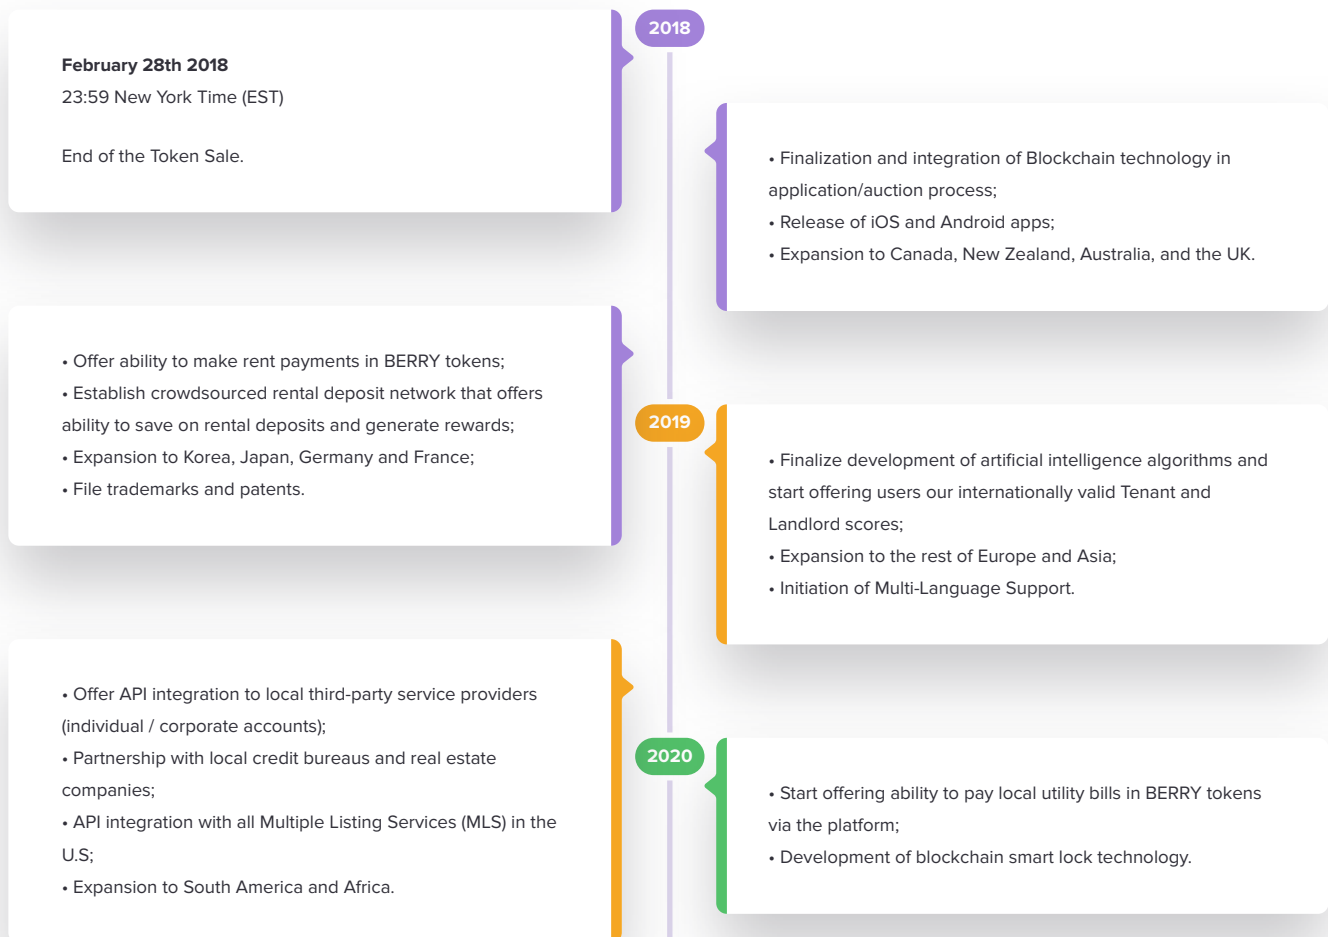 2018
February 28th 2018
23:59 New York Time (EST)
End of the Token Sale.
• Finalization and integration of Blockchain technology in
application/auction process;
• Release of iOS and Android apps;
• Expansion to Canada, New Zealand, Australia, and the UK.
• Offer ability to make rent payments in BERRY tokens;
• Establish crowdsourced rental deposit network that offers
ability to save on rental deposits and generate rewards;
• Expansion to Korea, Japan, Germany and France;
• File trademarks and patents.
2019
• Finalize development of artificial intelligence algorithms and
start offering users our internationally valid Tenant and
Landlord scores;
• Expansion to the rest of Europe and Asia;
• Initiation of Multi-Language Support.
• Offer API integration to local third-party service providers
(individual / corporate accounts);
• Partnership with local credit bureaus and real estate
companies;
• API integration with all Multiple Listing Services (MLS) in the
U.S;
• Expansion to South America and Africa.
2020
• Start offering ability to pay local utility bills in BERRY tokens
via the platform;
• Development of blockchain smart lock technology.